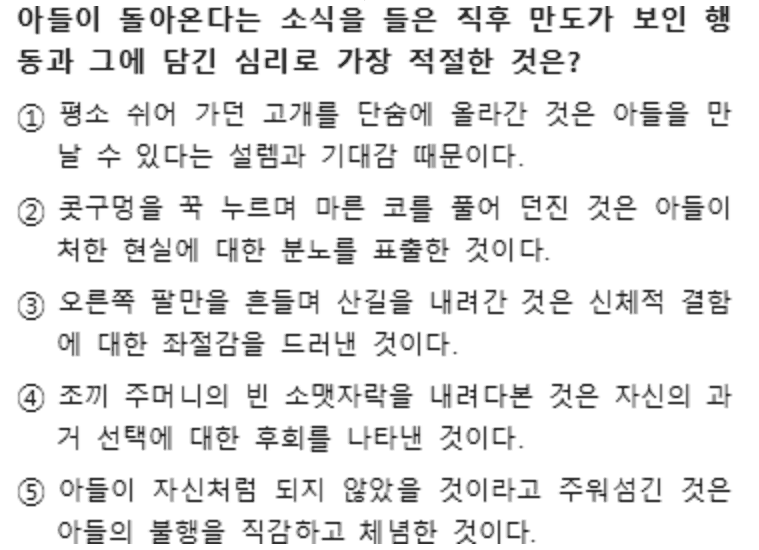 아들이 돌아온다는 소식을 들은 직후 만도가 보인 행
동과 그에 담긴 심리로 가장 적절한 것은?
① 평소 쉬어 가던 고개를 단숨에 올라간 것은 아들을 만
날 수 있다는 설렘과 기대감 때문이다.
② 콧구멍을 꾹 누르며 마른 코를 풀어 던진 것은 아들이
처한 현실에 대한 분노를 표출한 것이다.
③ 오른쪽 팔만을 흔들며 산길을 내려간 것은 신체적 결함
에 대한 좌절감을 드러낸 것이다.
④ 조끼 주머니의 빈 소맷자락을 내려다본 것은 자신의 과
거 선택에 대한 후회를 나타낸 것이다.
⑤ 아들이 자신처럼 되지 않았을 것이라고 주워섬긴 것은
아들의 불행을 직감하고 체념한 것이다.